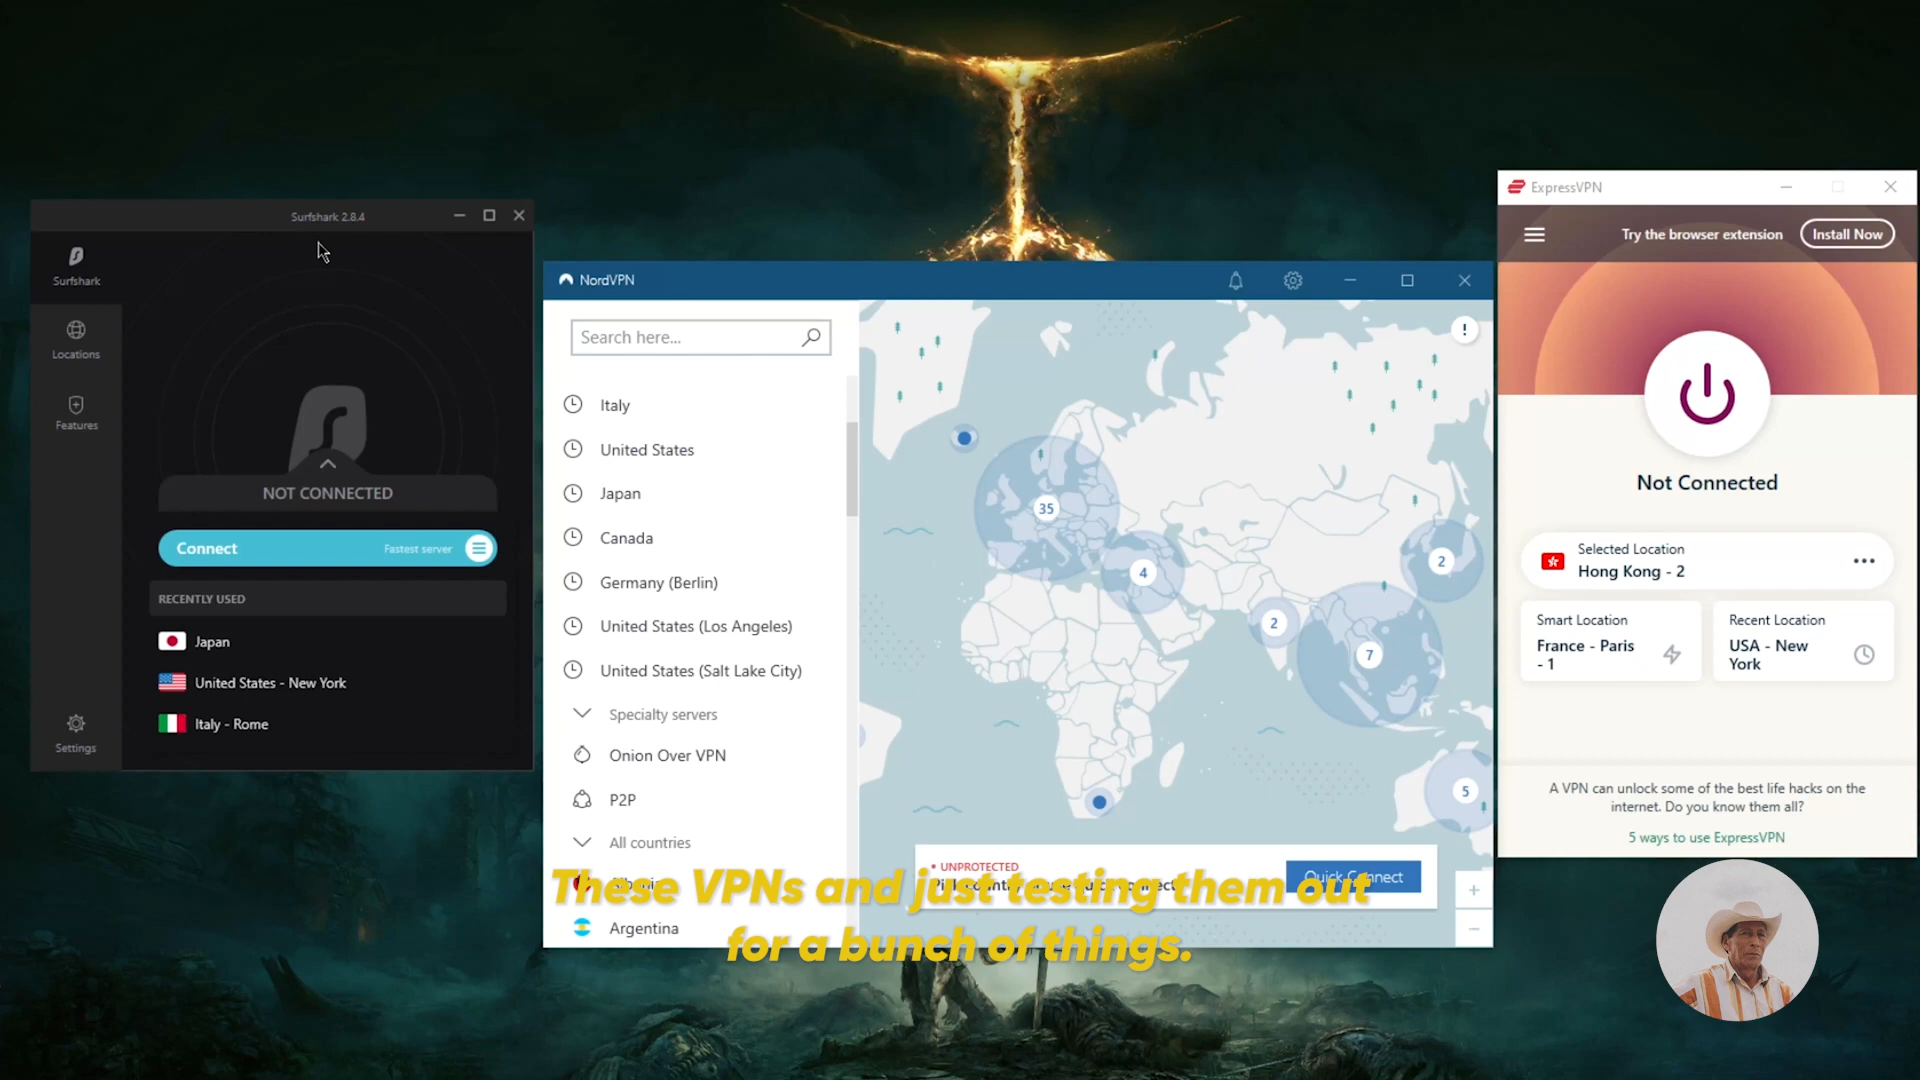 Surfshark 2.8.4
Surfshark
Locations
Features
Settings
NOT CONNECTED
Connect
Fastest server
RECENTLY USED
Japan
United States - New York
Italy - Rome
NordVPN
Search here...
Italy
United States
Japan
Canada
Germany (Berlin)
United States (Los Angeles)
United States (Salt Lake City)
Specialty servers
Onion Over VPN
P2P
All countries
Argentina
35
4
2
2
7
5
!
UNPROTECTED
Quick Connect
These VPNs and just testing them out
for a bunch of things.
ExpressVPN
Try the browser extension
Install Now
Not Connected
Selected Location
Hong Kong - 2
Smart Location
France - Paris
- 1
Recent Location
USA - New
York
A VPN can unlock some of the best life hacks on the
internet. Do you know them all?
5 ways to use ExpressVPN